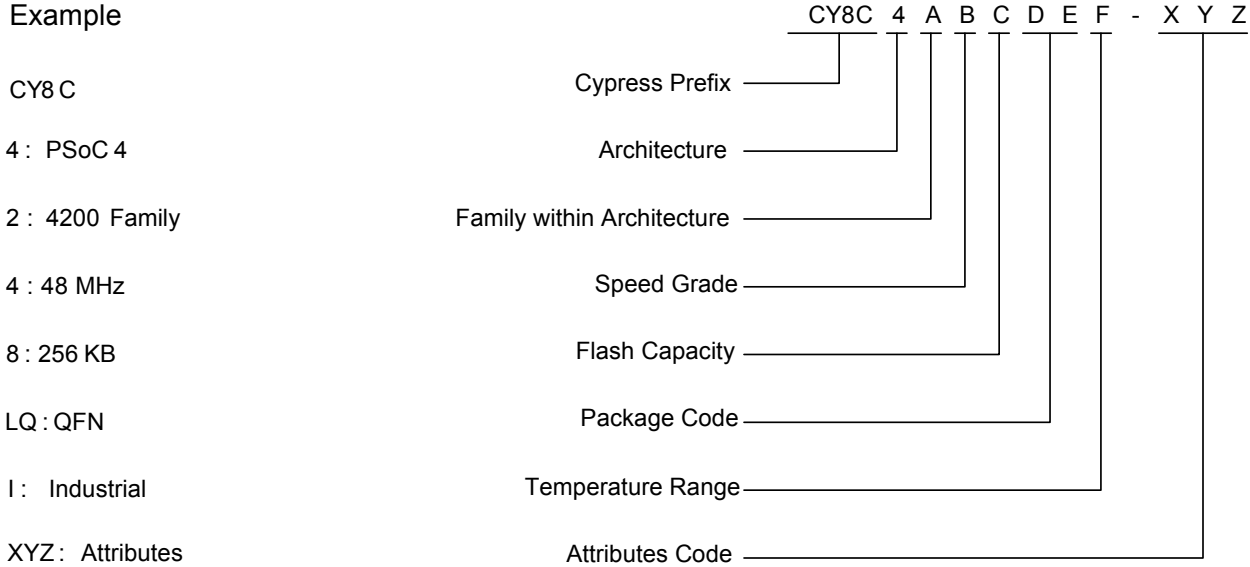 Example CY8C 4 A B C D E F - X Y Z
CY8 C Cypress Prefix
4 : PSoC 4 Architecture
2 : 4200 Family Family within Architecture
4 : 48 MHz Speed Grade
8 : 256 KB Flash Capacity
LQ : QFN Package Code
I : Industrial Temperature Range
XYZ : Attributes Attributes Code